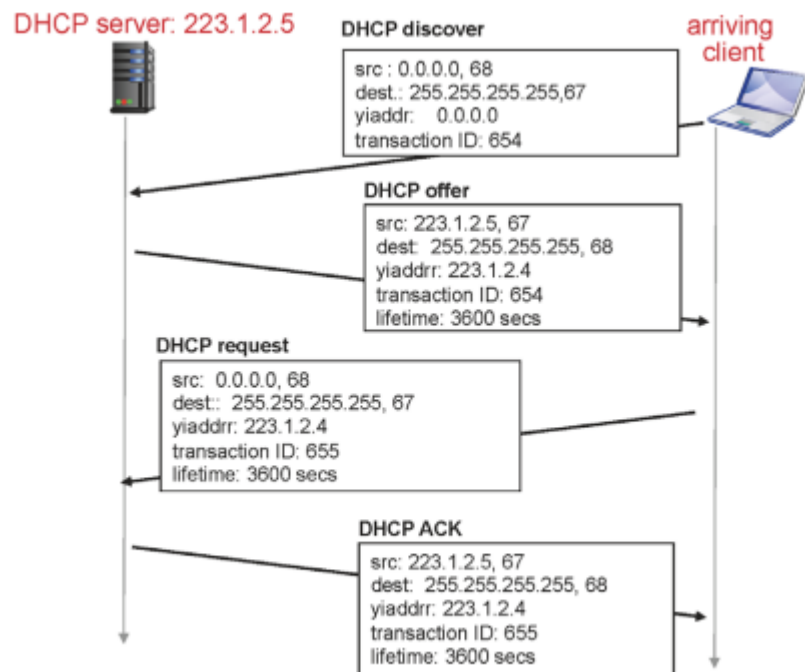 DHCP server: 223.1.2.5
arriving
client
DHCP discover
src : 0.0.0.0, 68
dest.: 255.255.255.255,67
yiaddr: 0.0.0.0
transaction ID: 654
DHCP offer
src: 223.1.2.5, 67
dest: 255.255.255.255, 68
yiaddrr: 223.1.2.4
transaction ID: 654
lifetime: 3600 secs
DHCP request
src: 0.0.0.0, 68
dest:: 255.255.255.255, 67
yiaddrr: 223.1.2.4
transaction ID: 655
lifetime: 3600 secs
DHCP ACK
src: 223.1.2.5, 67
dest: 255.255.255.255, 68
yiaddrr: 223.1.2.4
transaction ID: 655
lifetime: 3600 secs